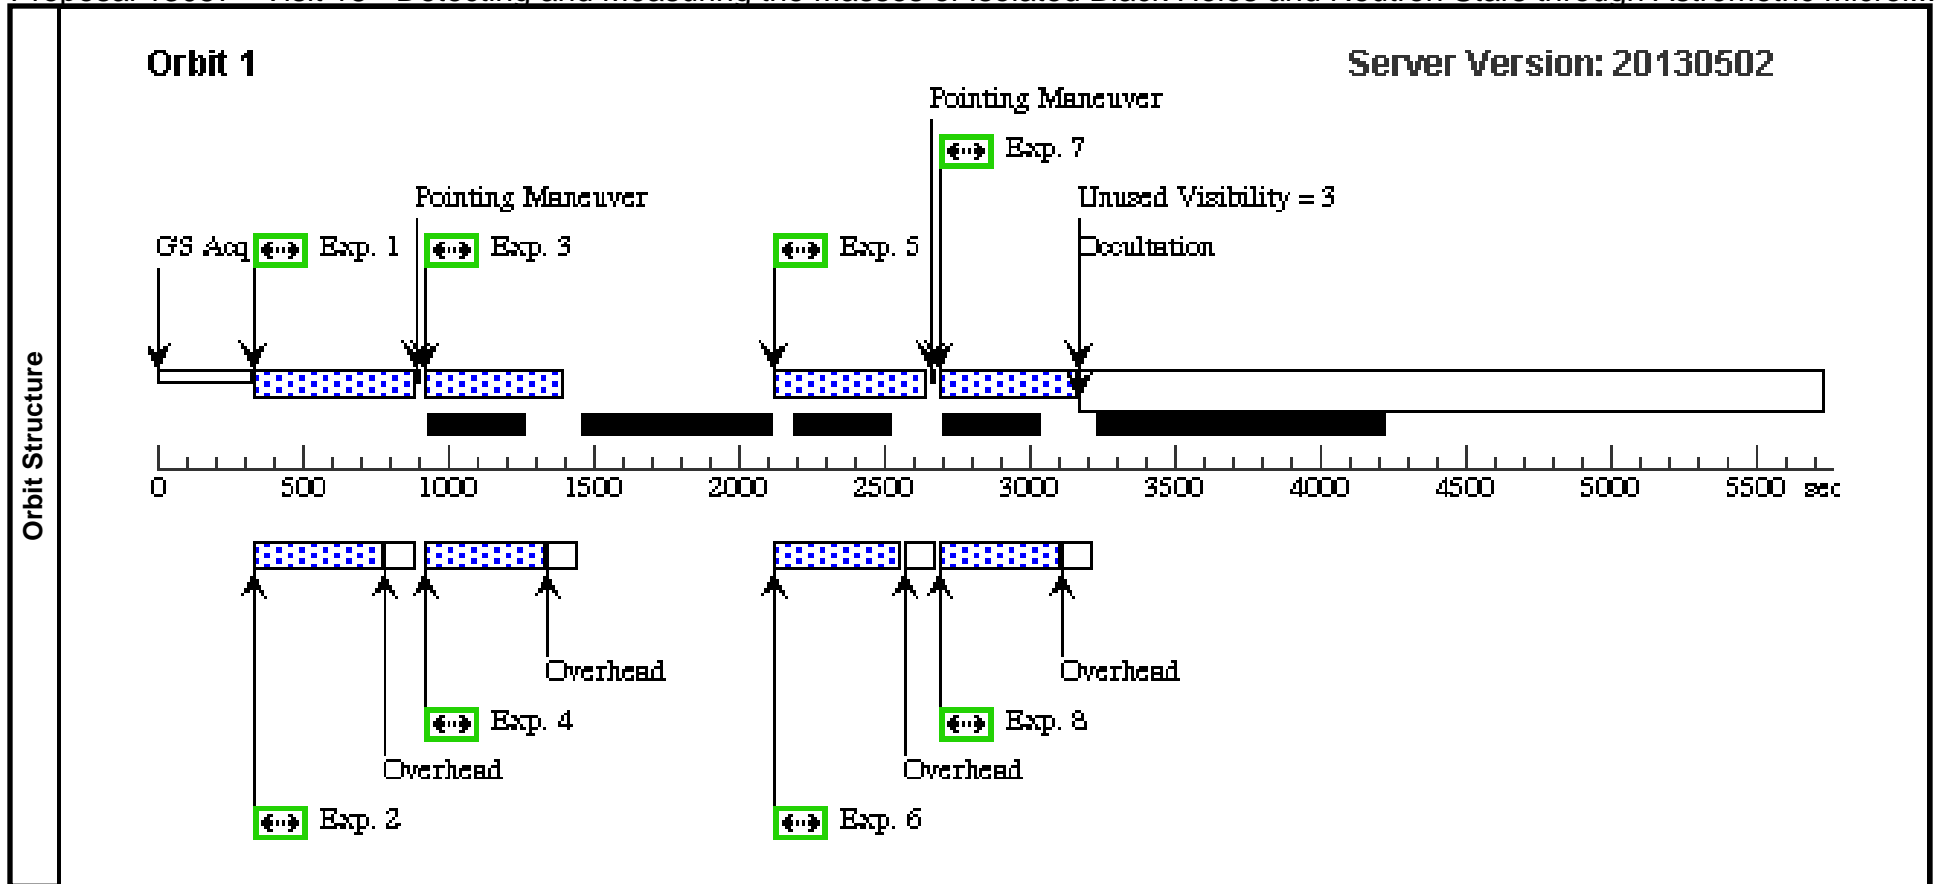 Orbit 1
Server Version: 20130502
Pointing Maneuver
Exp. 7
Pointing Maneuver
Unused Visibility = 3
GS Acq
Exp. 1
Exp. 3
Exp. 5
Occultation
Orbit Structure
0 500 1000 1500 2000 2500 3000 3500 4000 4500 5000 5500 sec
Overhead
Overhead
Exp. 4
Exp. 8
Overhead
Overhead
Exp. 2
Exp. 6